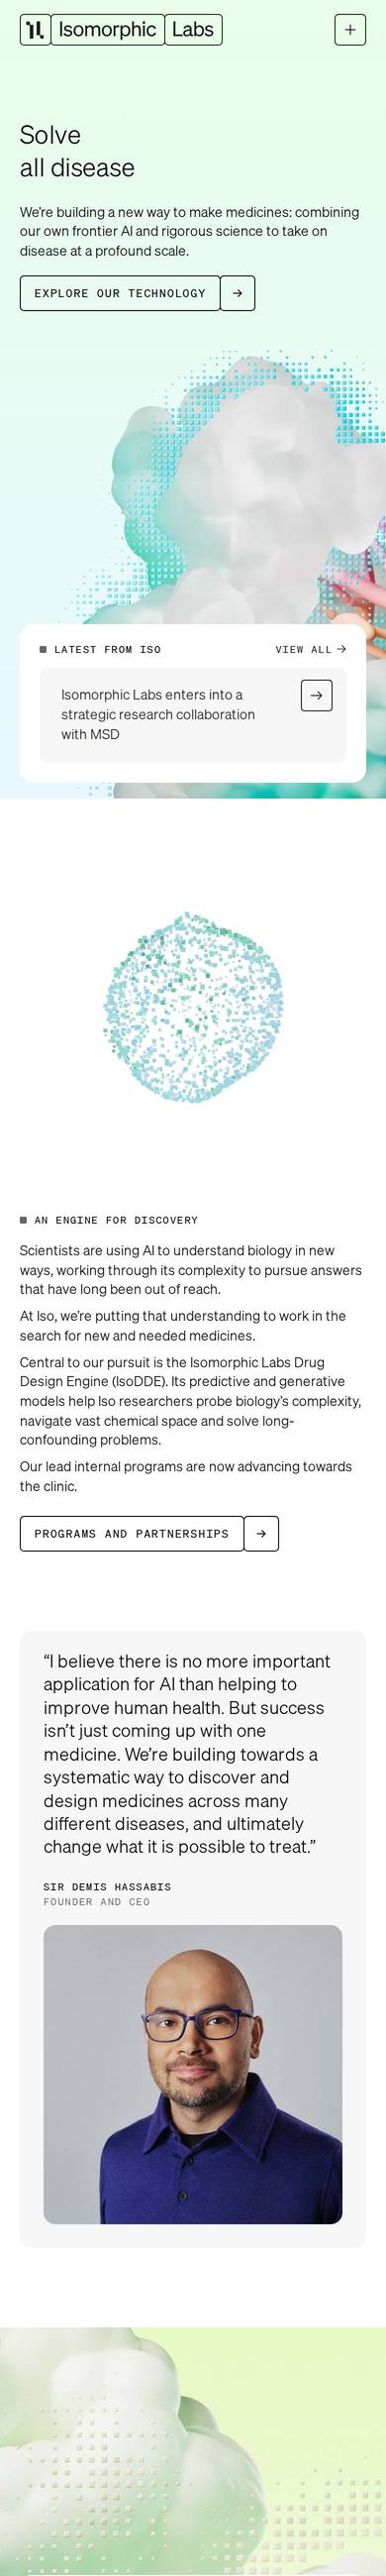 Isomorphic Labs
Solve
all disease
We’re building a new way to make medicines: combining
our own frontier AI and rigorous science to take on
disease at a profound scale.
EXPLORE OUR TECHNOLOGY →
LATEST FROM ISO VIEW ALL →
Isomorphic Labs enters into a
strategic research collaboration
with MSD
AN ENGINE FOR DISCOVERY
Scientists are using AI to understand biology in new
ways, working through its complexity to pursue answers
that have long been out of reach.
At Iso, we’re putting that understanding to work in the
search for new and needed medicines.
Central to our pursuit is the Isomorphic Labs Drug
Design Engine (IsoDDE). Its predictive and generative
models help Iso researchers probe biology’s complexity,
navigate vast chemical space and solve long-
confounding problems.
Our lead internal programs are now advancing towards
the clinic.
PROGRAMS AND PARTNERSHIPS →
“I believe there is no more important
application for AI than helping to
improve human health. But success
isn’t just coming up with one
medicine. We’re building towards a
systematic way to discover and
design medicines across many
different diseases, and ultimately
change what it is possible to treat.”
SIR DEMIS HASSABIS
FOUNDER AND CEO